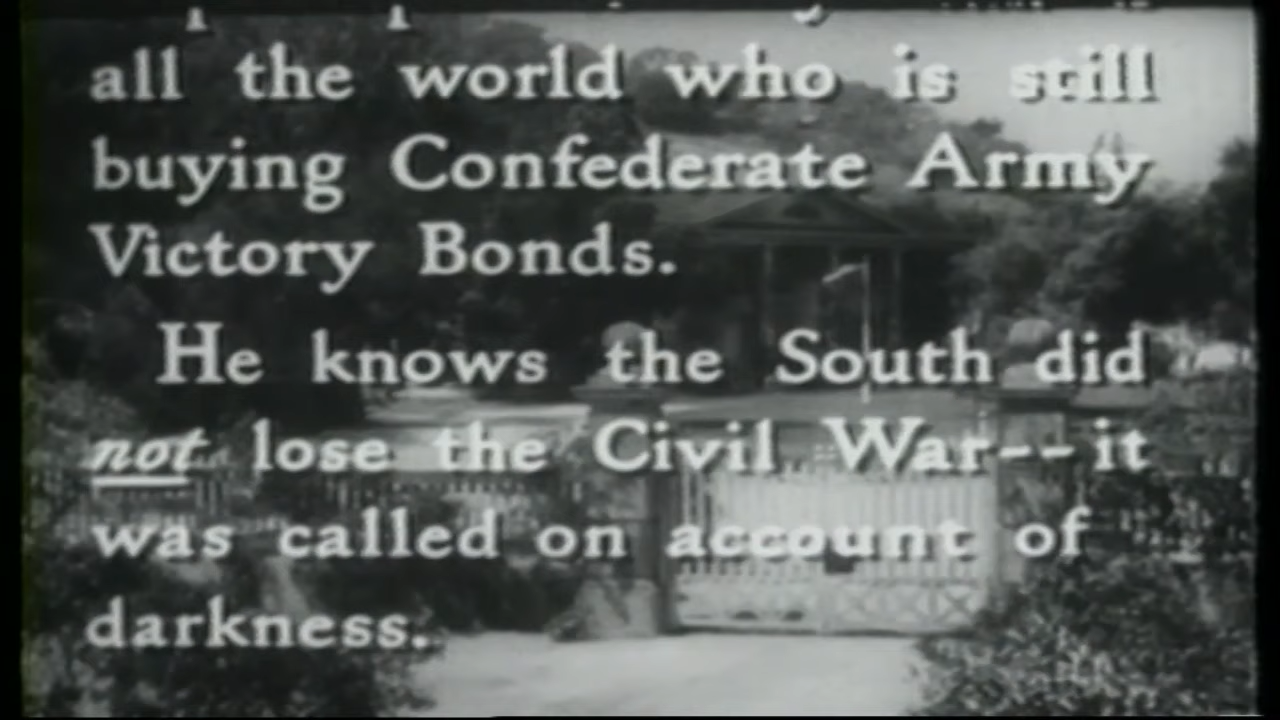 all the world who is still
buying Confederate Army
Victory Bonds.
He knows the South did
not lose the Civil War--it
was called on account of
darkness.